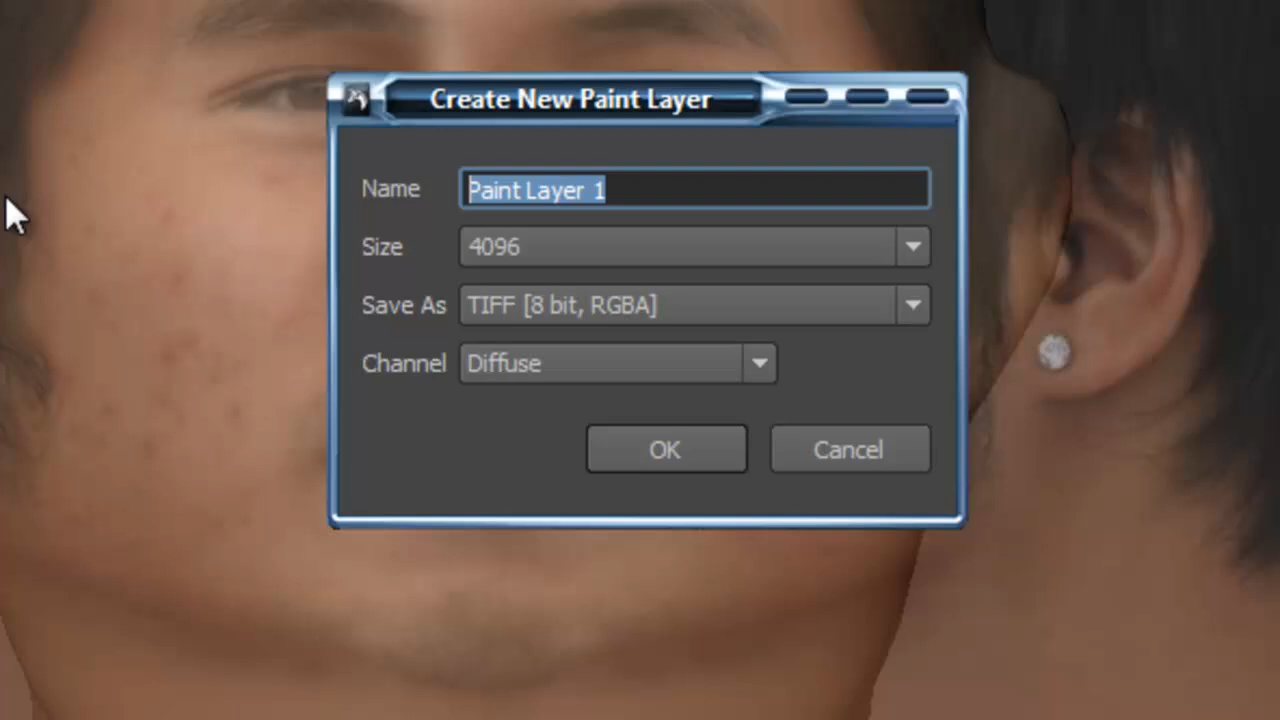 Create New Paint Layer
Name Paint Layer 1
Size 4096
Save As TIFF [8 bit, RGBA]
Channel Diffuse
OK Cancel